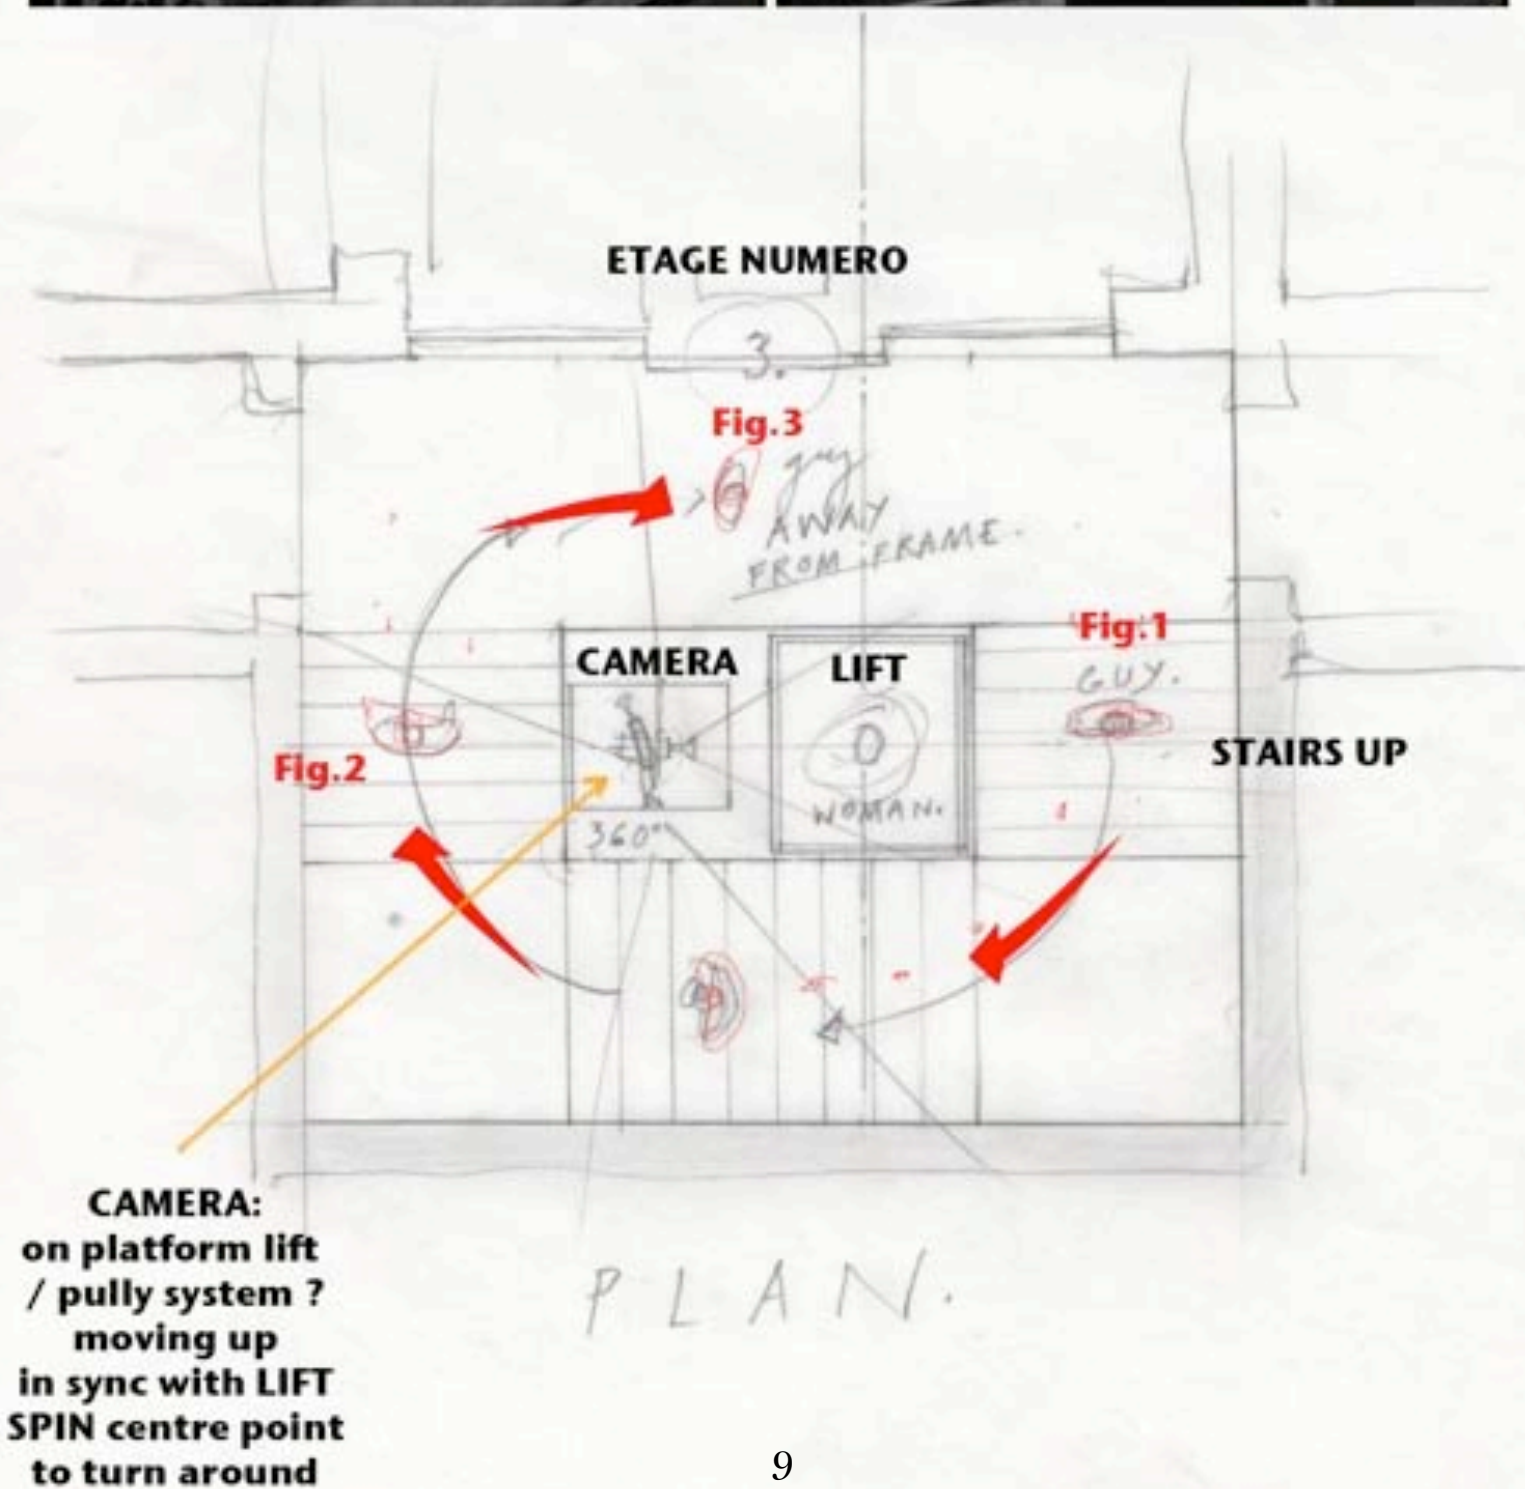 ETAGE NUMERO
3.
Fig.3
guy
AWAY
FROM FRAME.
Fig.1
GUY.
CAMERA
LIFT
STAIRS UP
Fig.2
WOMAN.
360°
PLAN.
CAMERA:
on platform lift
/ pully system ?
moving up
in sync with LIFT
SPIN centre point
to turn around
9